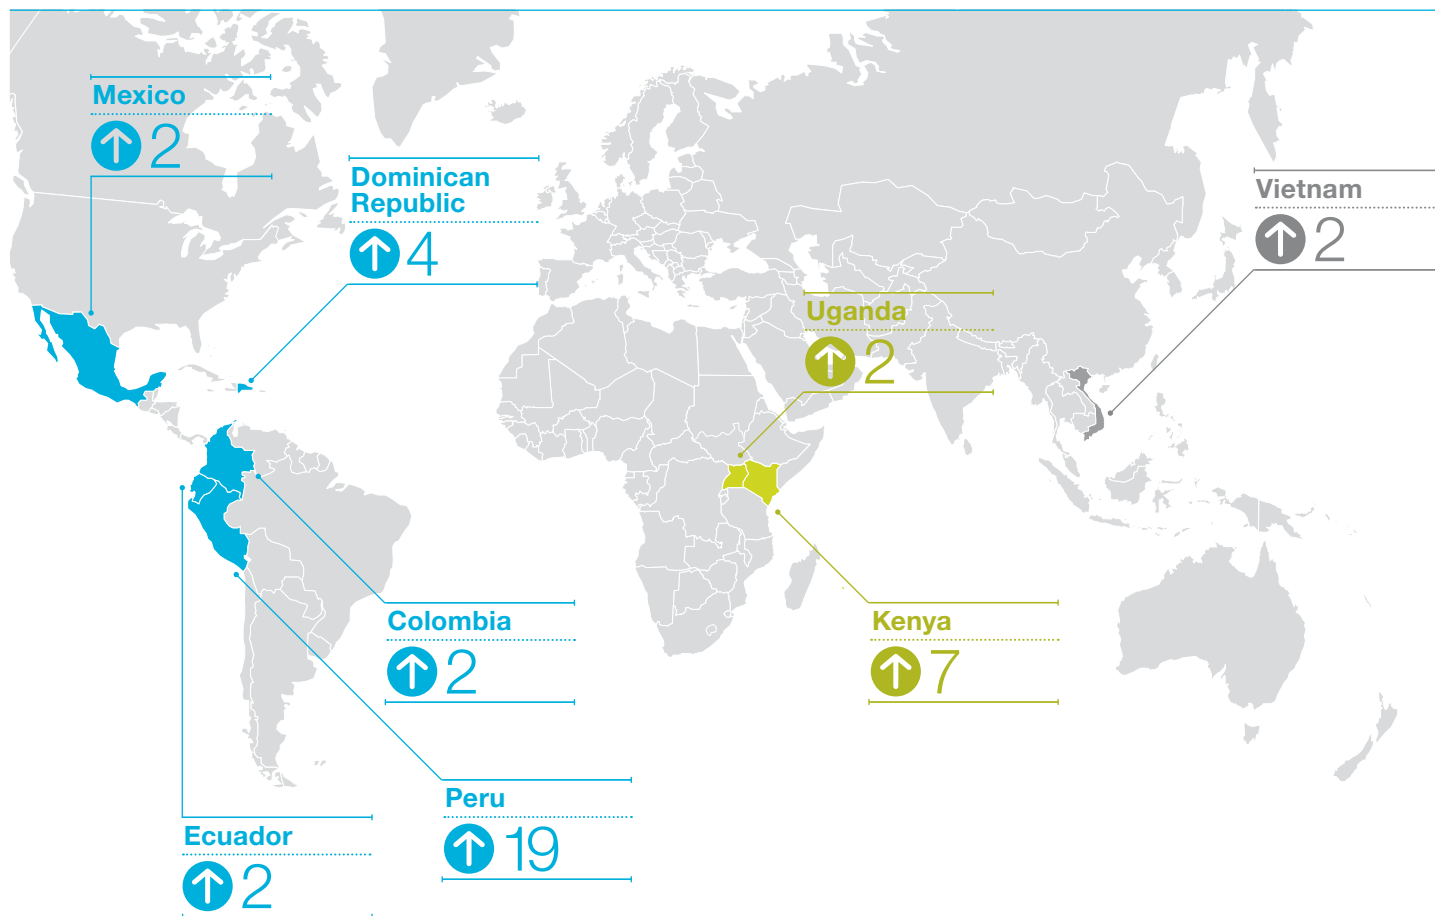 Mexico
2
Dominican
Republic
4
Vietnam
2
Uganda
2
Colombia
2
Kenya
7
Peru
19
Ecuador
2